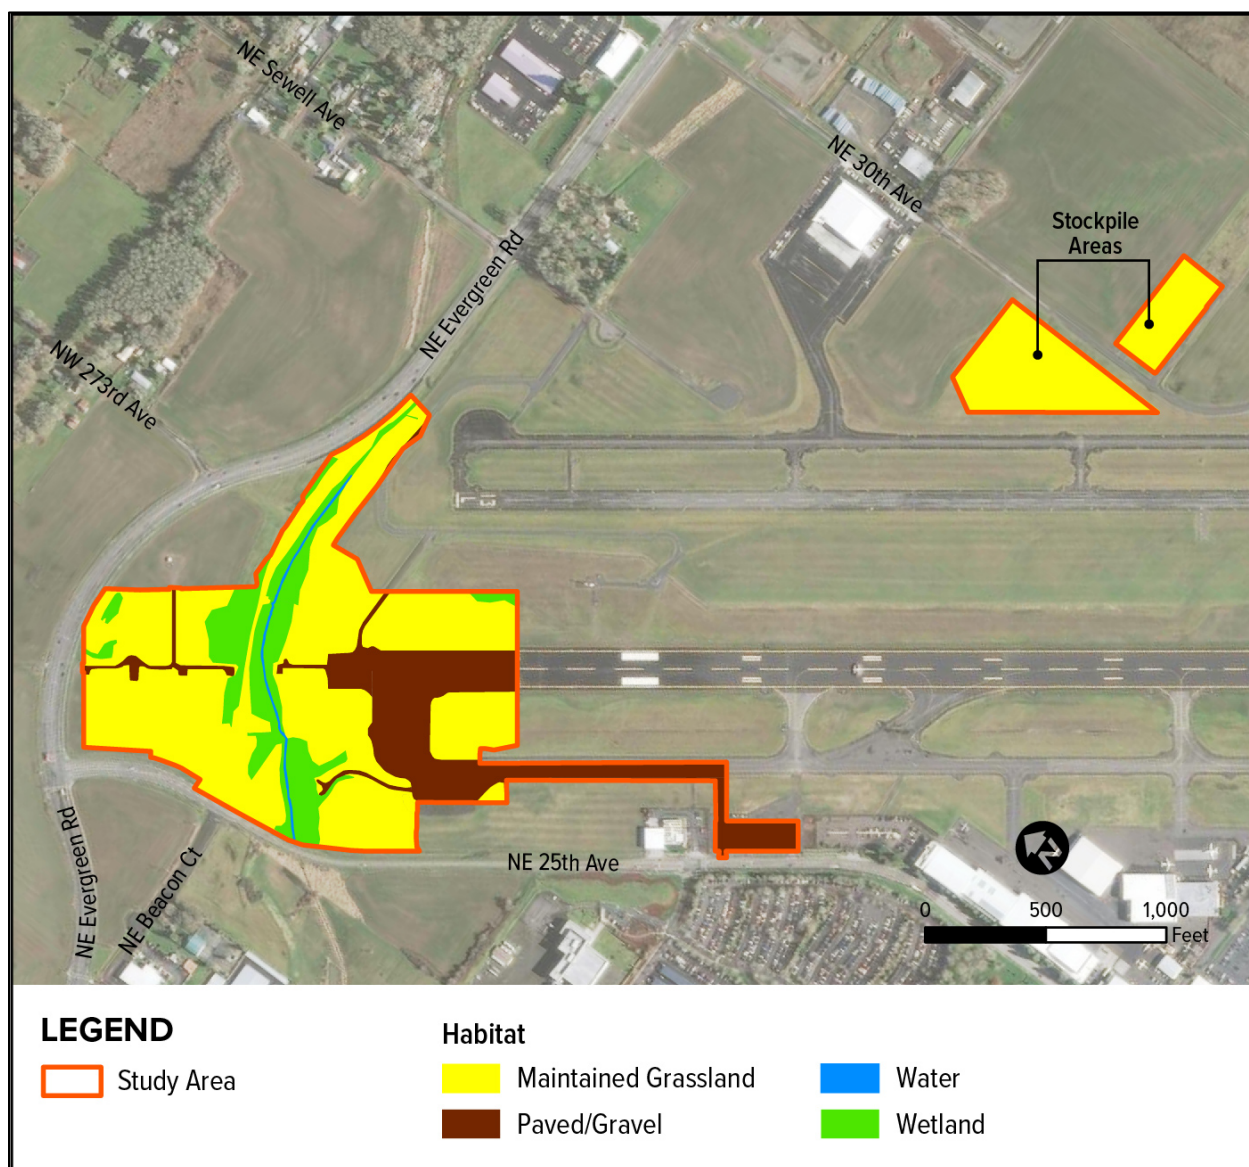 NE Sewell Ave
NE 30th Ave
Stockpile
Areas
NE Evergreen Rd
NW 273rd Ave
NE Evergreen Rd
NE Beacon Ct
NE 25th Ave
N
0 500 1,000
Feet
LEGEND
Study Area
Habitat
Maintained Grassland
Paved/Gravel
Water
Wetland